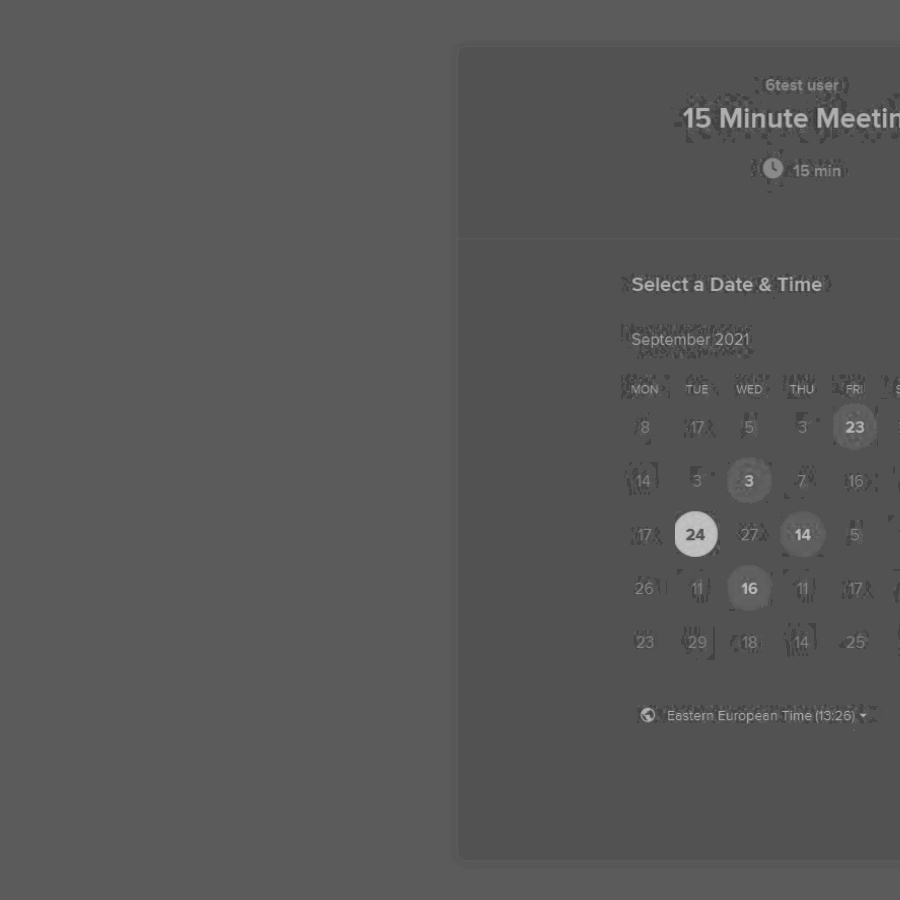 6test user
15 Minute Meetin
15 min
Select a Date & Time
September 2021
MON TUE WED THU FRI S
8 17 5 3 23
14 3 3 7 16
17 24 27 14 5
26 11 16 11 17
23 29 18 14 25
Eastern European Time (13:26)